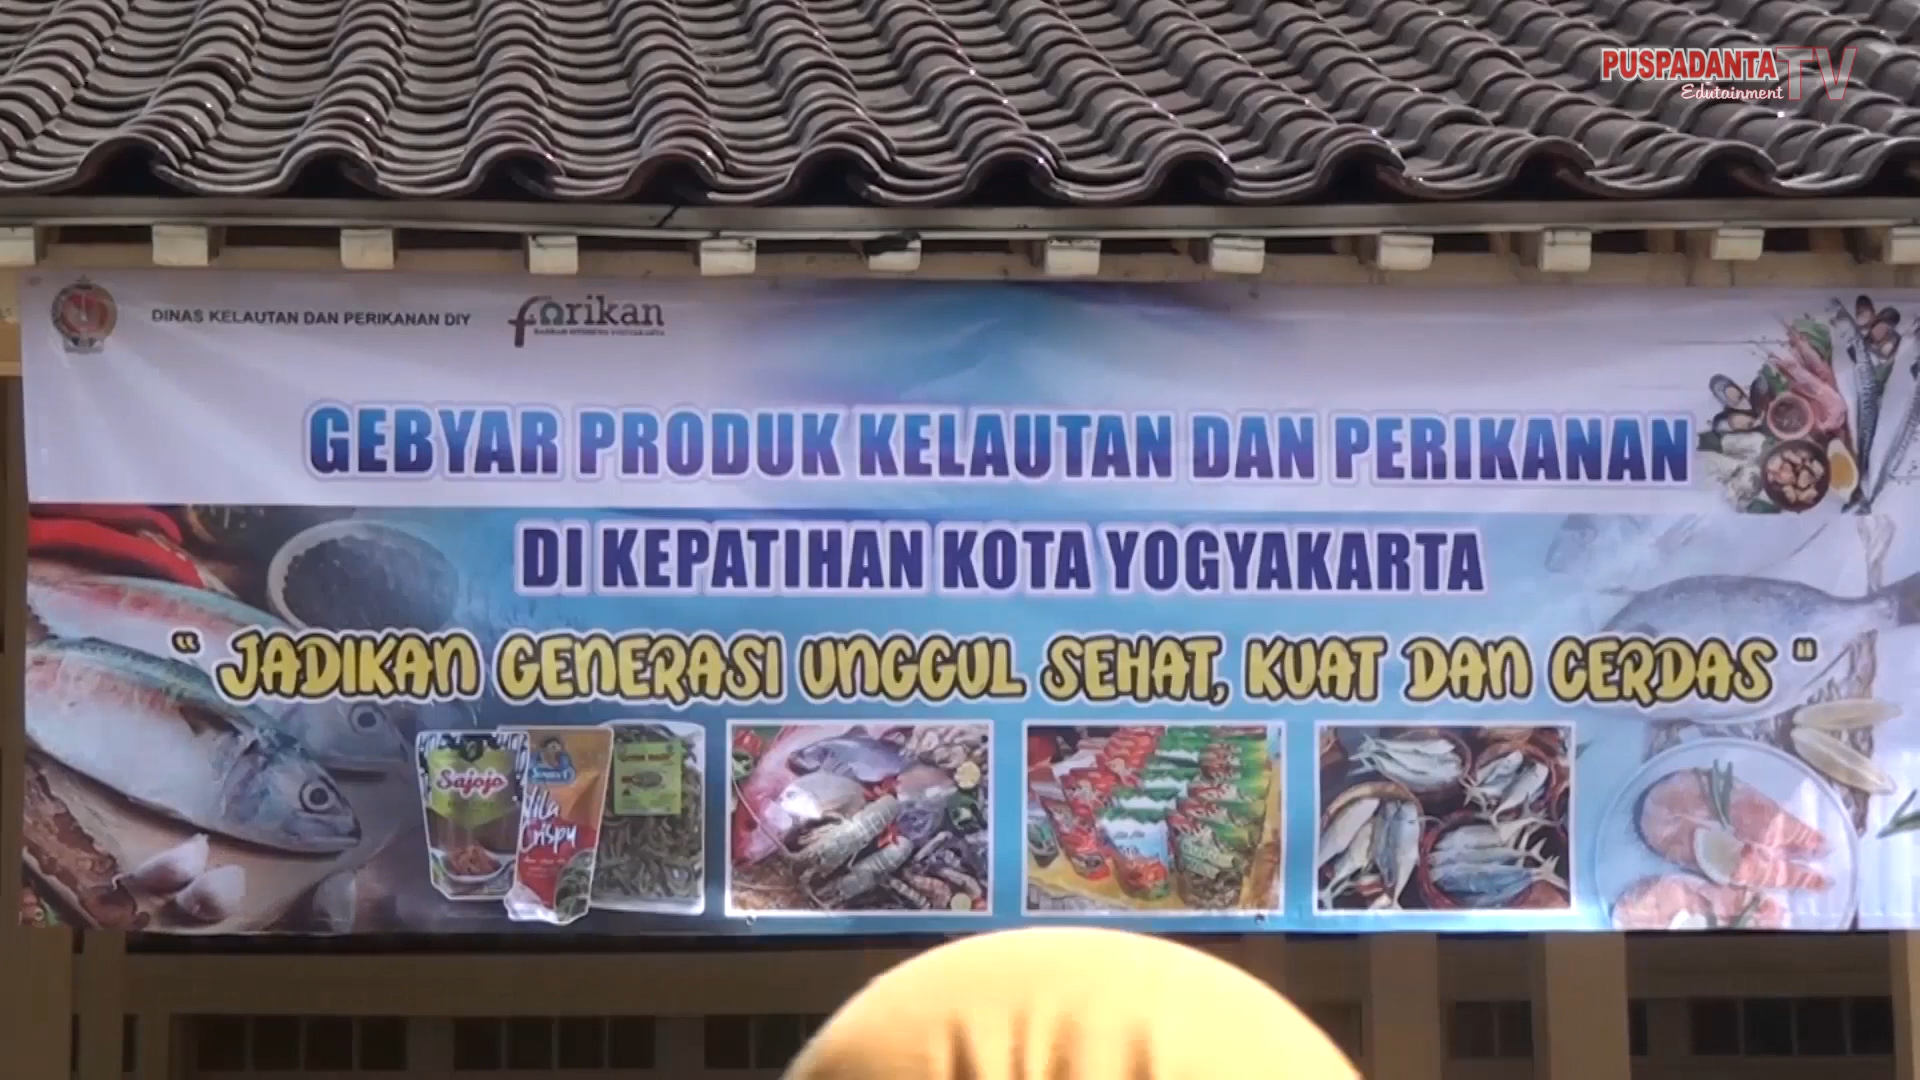 PUSPADANTA TV
Edutainment
DINAS KELAUTAN DAN PERIKANAN DIY
forikan
GEBYAR PRODUK KELAUTAN DAN PERIKANAN
DI KEPATIHAN KOTA YOGYAKARTA
“ JADIKAN GENERASI UNGGUL SEHAT, KUAT DAN CERDAS "
Sajojo
Crispy